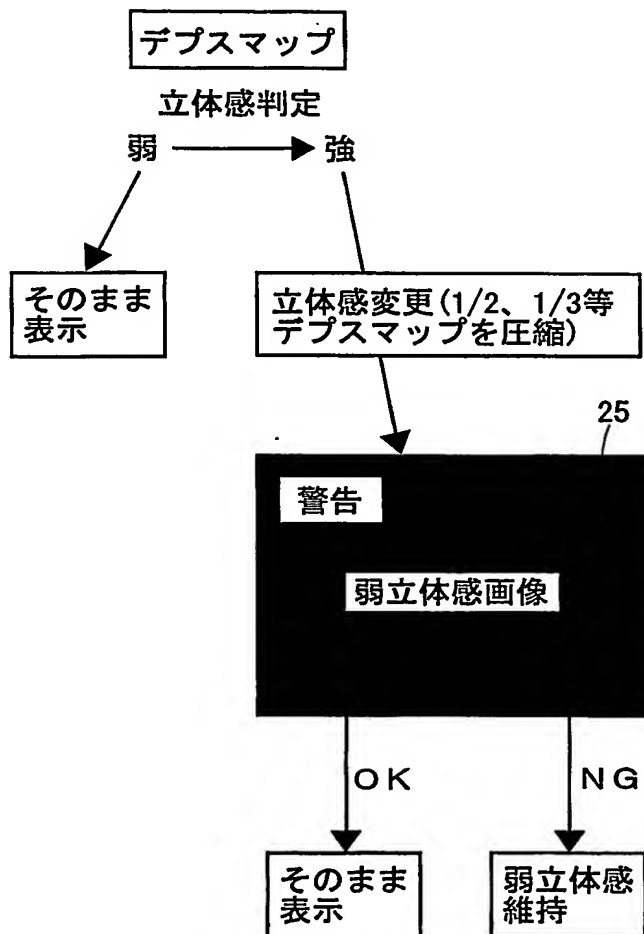 デプスマップ
立体感判定
弱
強
そのまま
表示
立体感変更(1/2、1/3等
デプスマップを圧縮)
25
警告
弱立体感画像
OK
NG
そのまま
表示
弱立体感
維持